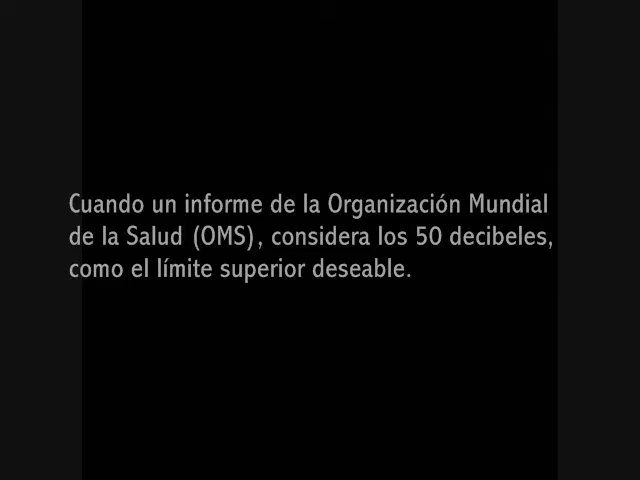 Cuando un informe de la Organización Mundial
de la Salud (OMS), considera los 50 decibeles,
como el límite superior deseable.